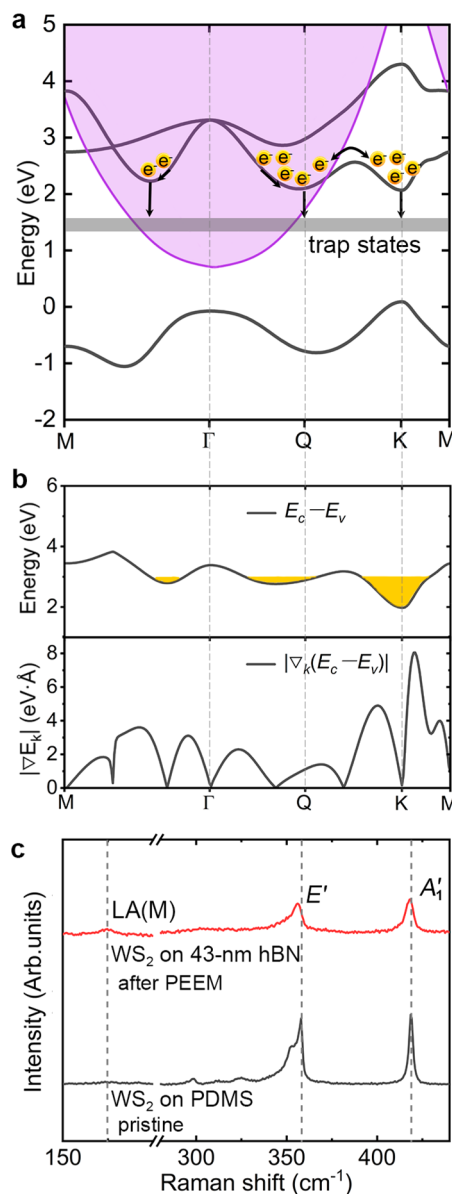 a
5
4
3
2
1
0
-1
-2
Energy (eV)
e⁻ e⁻
e⁻ e⁻ e⁻ e⁻ e⁻
e⁻ e⁻ e⁻ e⁻
trap states
M Γ Q K M
b
6
4
2
Energy (eV)
E_c − E_v
8
6
4
2
0
|∇E_k| (eV·Å)
|∇_k(E_c − E_v)|
M Γ Q K M
c
Intensity (Arb.units)
LA(M)
E′
A′₁
WS₂ on 43-nm hBN
after PEEM
WS₂ on PDMS
pristine
150 300 350 400
Raman shift (cm⁻¹)